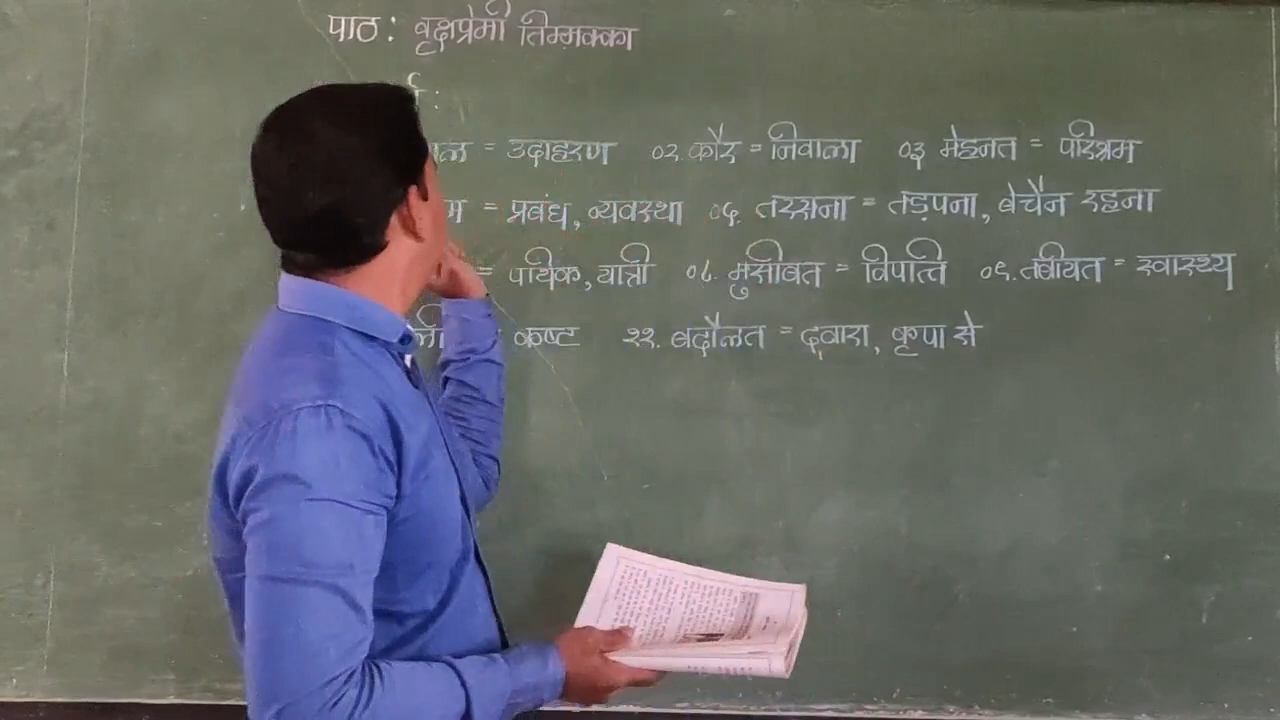 पाठ : वृक्षप्रेमी तिम्मक्का
= उदाहरण ०२. कौर = निवाला ०३ मेहनत = परिश्रम
= प्रबंध, व्यवस्था ०६. तरसना = तड़पना, बेचैन रहना
= पथिक, यात्री ०८. मुसीबत = विपत्ति ०९. तबीयत = स्वास्थ्य
कष्ट ११. बदौलत = द्वारा, कृपा से